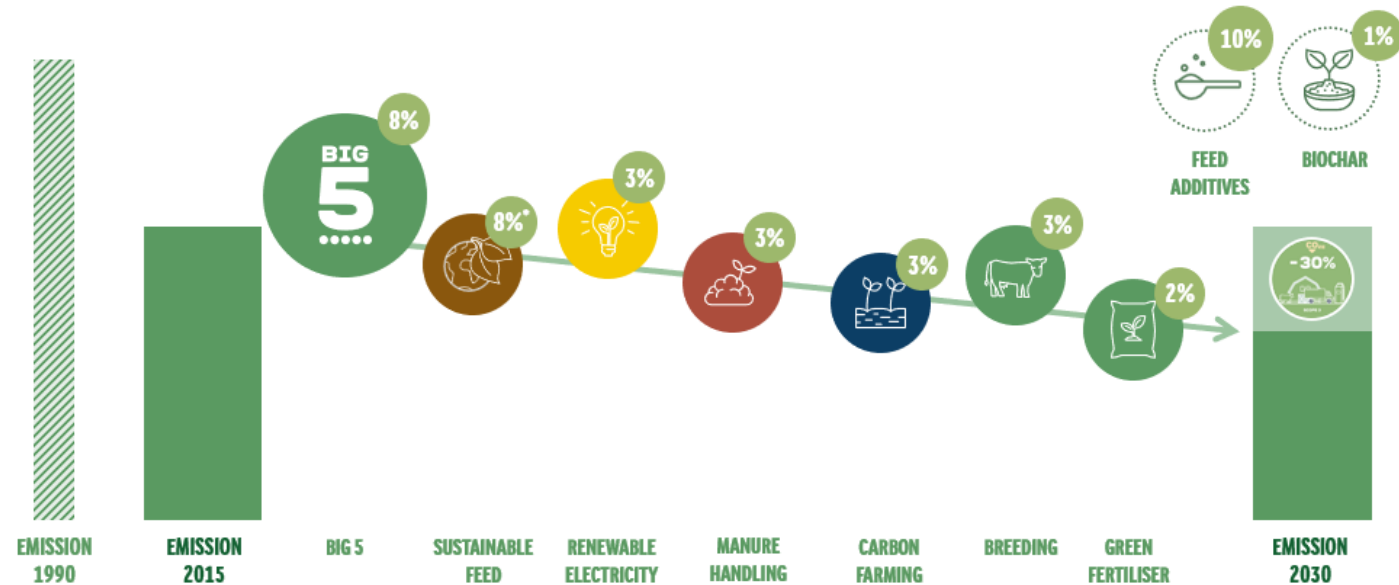 10%
1%
FEED
ADDITIVES
BIOCHAR
BIG
5
8%
8%*
3%
3%
3%
3%
2%
-30%
EMISSION
1990
EMISSION
2015
BIG 5
SUSTAINABLE
FEED
RENEWABLE
ELECTRICITY
MANURE
HANDLING
CARBON
FARMING
BREEDING
GREEN
FERTILISER
EMISSION
2030